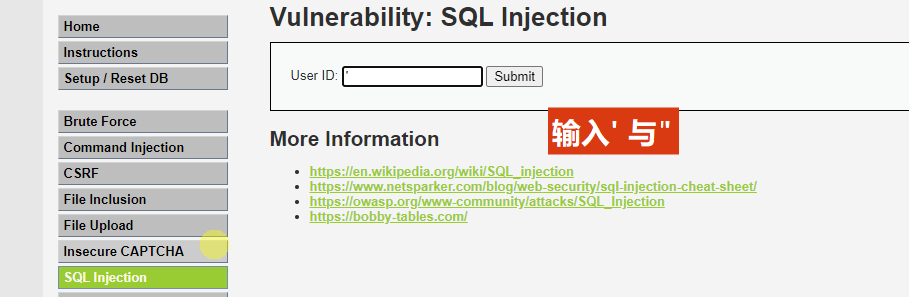 Vulnerability: SQL Injection
Home
Instructions
Setup / Reset DB
Brute Force
Command Injection
CSRF
File Inclusion
File Upload
Insecure CAPTCHA
SQL Injection
User ID: ' Submit
输入' 与"
More Information
https://en.wikipedia.org/wiki/SQL_injection
https://www.netsparker.com/blog/web-security/sql-injection-cheat-sheet/
https://owasp.org/www-community/attacks/SQL_Injection
https://bobby-tables.com/